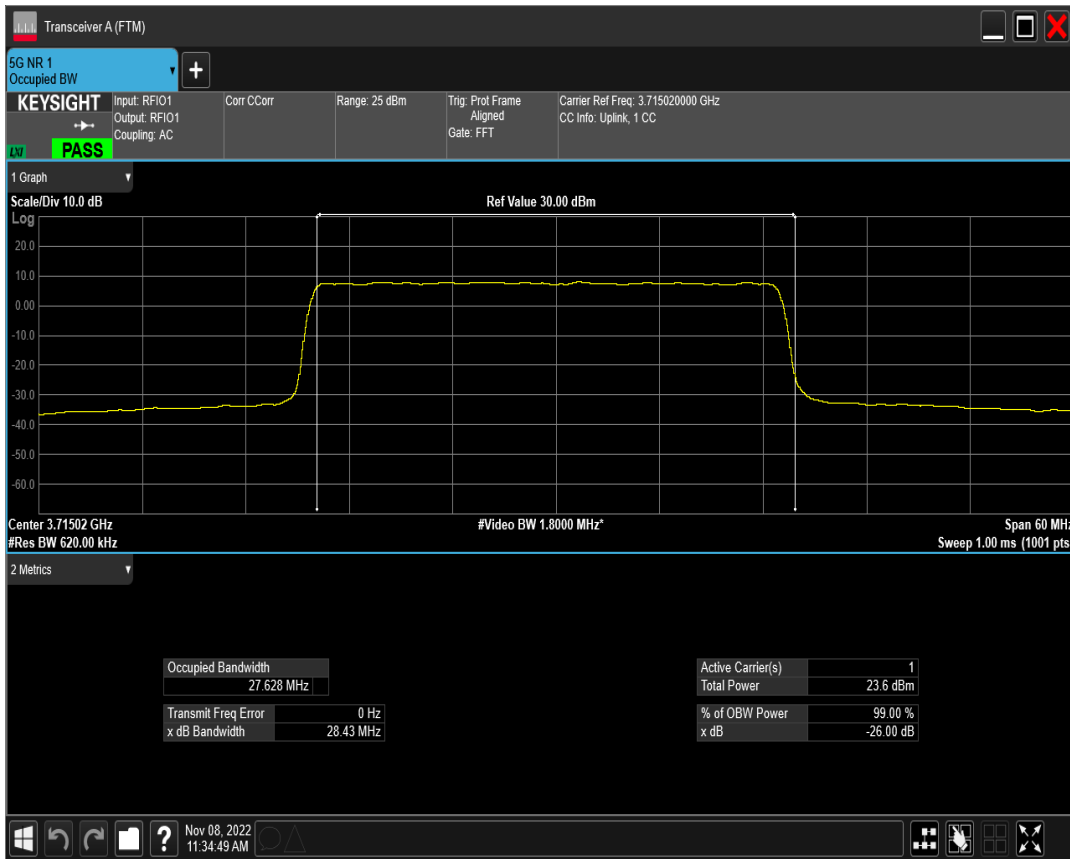 Transceiver A (FTM)
5G NR 1
Occupied BW
+
KEYSIGHT
LXI
PASS
Input: RFIO1
Output: RFIO1
Coupling: AC
Corr CCorr
Range: 25 dBm
Trig: Prot Frame
Aligned
Gate: FFT
Carrier Ref Freq: 3.715020000 GHz
CC Info: Uplink, 1 CC
1 Graph
Scale/Div 10.0 dB
Ref Value 30.00 dBm
Log
20.0
10.0
0.00
-10.0
-20.0
-30.0
-40.0
-50.0
-60.0
Center 3.71502 GHz
#Video BW 1.8000 MHz*
Span 60 MHz
#Res BW 620.00 kHz
Sweep 1.00 ms (1001 pts
2 Metrics
Occupied Bandwidth
27.628 MHz
Transmit Freq Error 0 Hz
x dB Bandwidth 28.43 MHz
Active Carrier(s) 1
Total Power 23.6 dBm
% of OBW Power 99.00 %
x dB -26.00 dB
?
Nov 08, 2022
11:34:49 AM